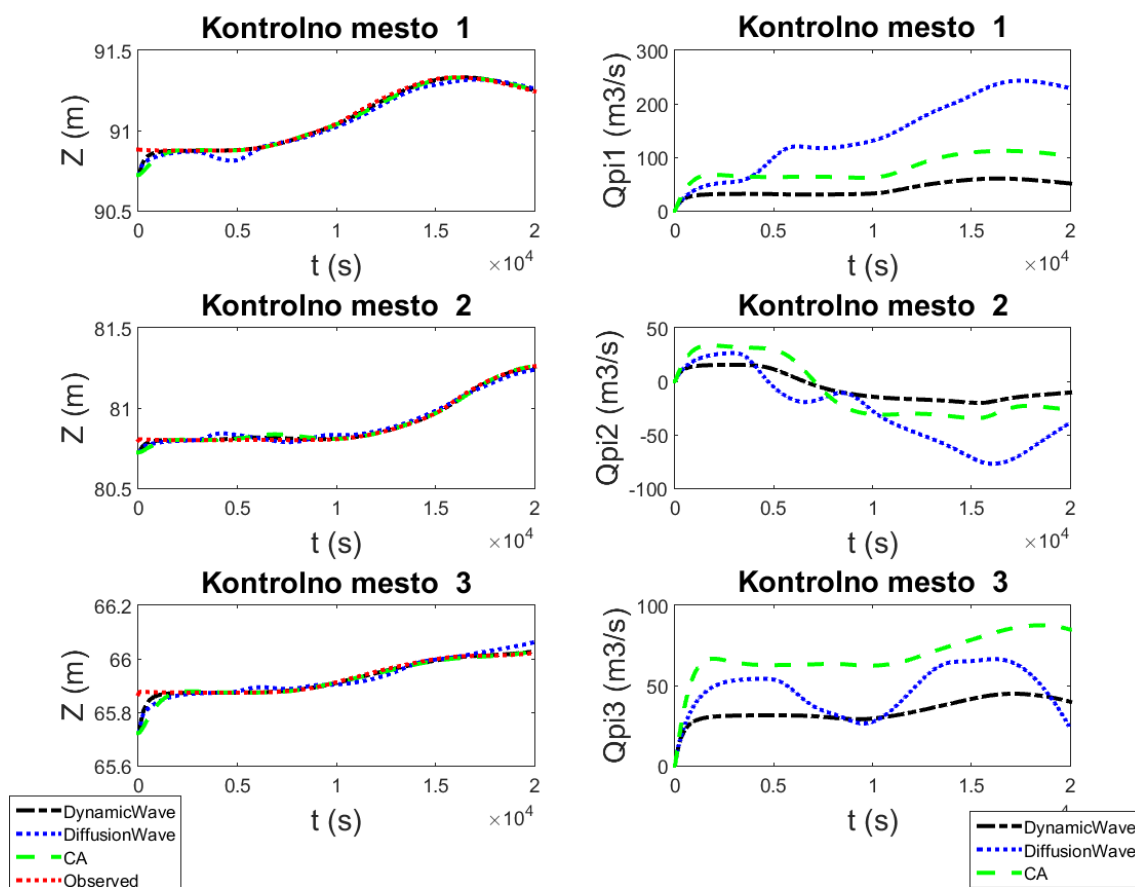 Kontrolno mesto 1
91.5
91
90.5
Z (m)
0 0.5 1 1.5 2
t (s)
×10^4
Kontrolno mesto 1
300
200
100
0
Qpi1 (m3/s)
0 0.5 1 1.5 2
t (s)
×10^4
Kontrolno mesto 2
81.5
81
80.5
Z (m)
0 0.5 1 1.5 2
t (s)
×10^4
Kontrolno mesto 2
50
0
-50
-100
Qpi2 (m3/s)
0 0.5 1 1.5 2
t (s)
×10^4
Kontrolno mesto 3
66.2
66
65.8
65.6
Z (m)
0 0.5 1 1.5 2
t (s)
×10^4
DynamicWave
DiffusionWave
CA
Observed
Kontrolno mesto 3
100
50
0
Qpi3 (m3/s)
0 0.5 1 1.5 2
t (s)
DynamicWave
DiffusionWave
CA